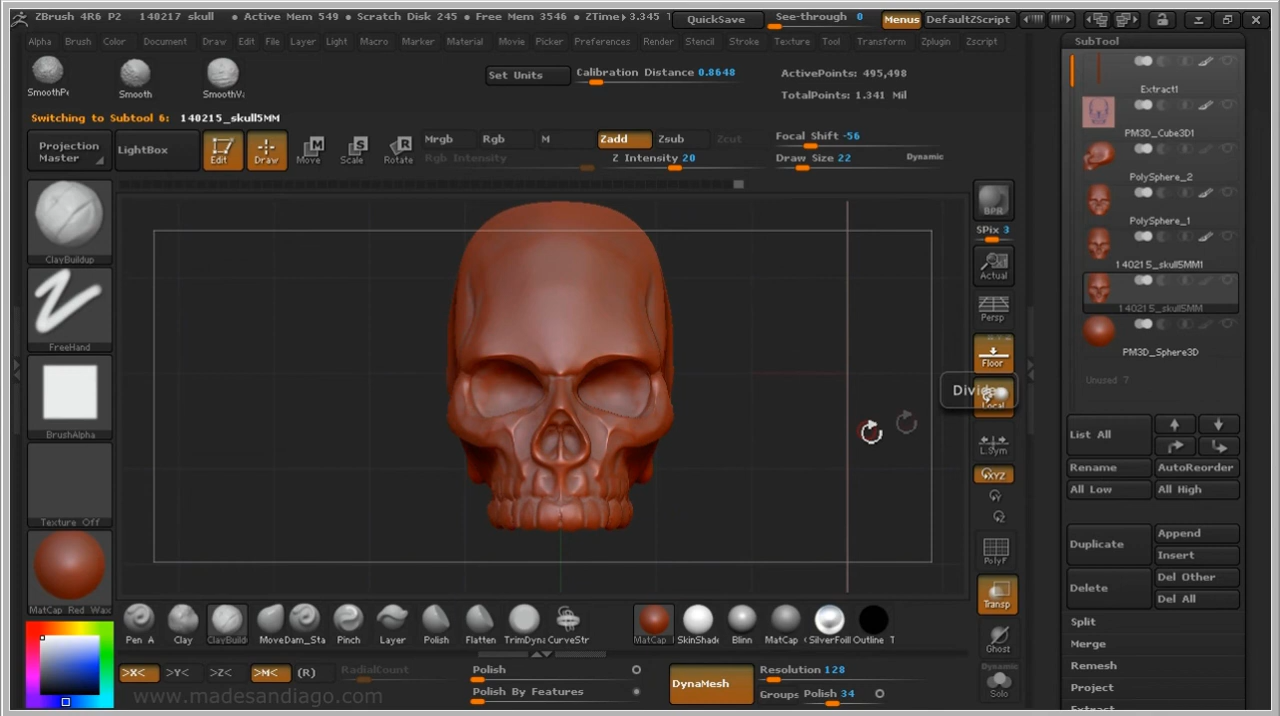 ZBrush 4R6 P2 140217 skull • Active Mem 549 • Scratch Disk 245 • Free Mem 3546 • ZTime 3.345 QuickSave See-through 0 Menus DefaultZScript
Alpha Brush Color Document Draw Edit File Layer Light Macro Marker Material Movie Picker Preferences Render Stencil Stroke Texture Tool Transform Zplugin Zscript
SubTool
SmoothPe Smooth SmoothVa
Set Units Calibration Distance 0.8648
ActivePoints: 495,498
TotalPoints: 1.341 Mil
Switching to Subtool 6: 140215_skull5MM
Projection Master
LightBox
Edit Draw Move Scale Rotate
Mrgb Rgb M Zadd Zsub Zcut
Rgb Intensity Z Intensity 20
Focal Shift -56
Draw Size 22 Dynamic
ClayBuildup
FreeHand
BrushAlpha
Texture Off
MatCap Red Wax
BPR
SPix 3
Actual
Persp
Floor
Divide
Local
L.Sym
XYZ
Y
Z
PolyF
Transp
Ghost
Dynamic
Solo
Extract1
PM3D_Cube3D1
PolySphere_2
PolySphere_1
140215_skull5MM1
140215_skull5MM
PM3D_Sphere3D
Unused 7
List All
Rename AutoReorder
All Low All High
Duplicate Append
Insert
Delete Del Other
Del All
Split
Merge
Remesh
Project
Extract
Pen A Clay ClayBuild Move Dam_Sta Pinch Layer Polish Flatten TrimDyna CurveStr MatCap SkinShade Blinn MatCap SilverFoil Outline T
>X< >Y< >Z< >M< (R) RadialCount
Polish
Polish By Features
DynaMesh
Resolution 128
Groups Polish 34
www.madesandiago.com